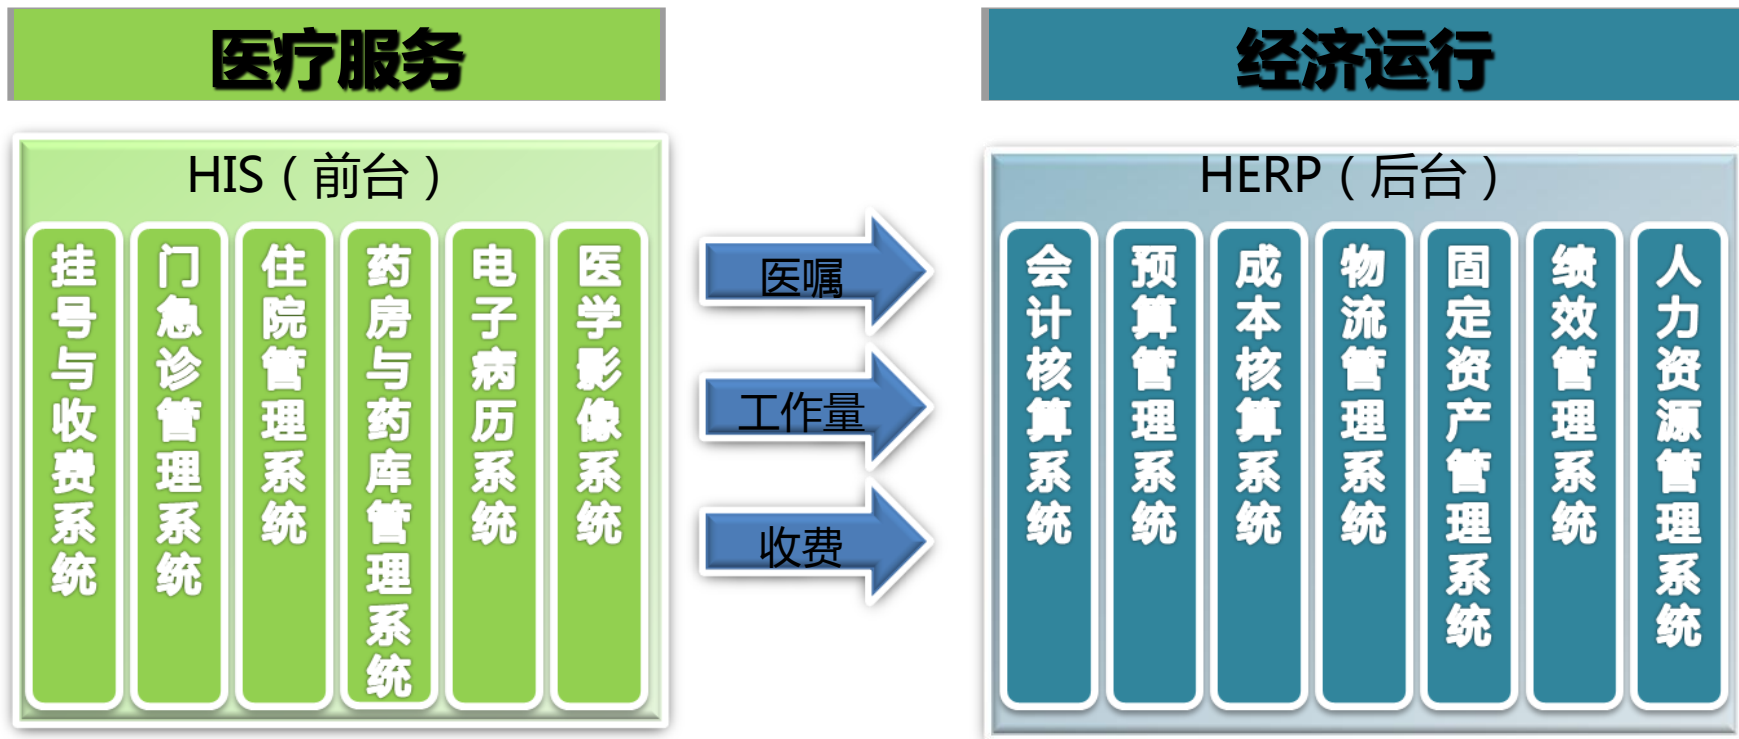 医疗服务
HIS（前台）
挂号与收费系统
门急诊管理系统
住院管理系统
药房与药库管理系统
电子病历系统
医学影像系统
医嘱
工作量
收费
经济运行
HERP（后台）
会计核算系统
预算管理系统
成本核算系统
物流管理系统
固定资产管理系统
绩效管理系统
人力资源管理系统